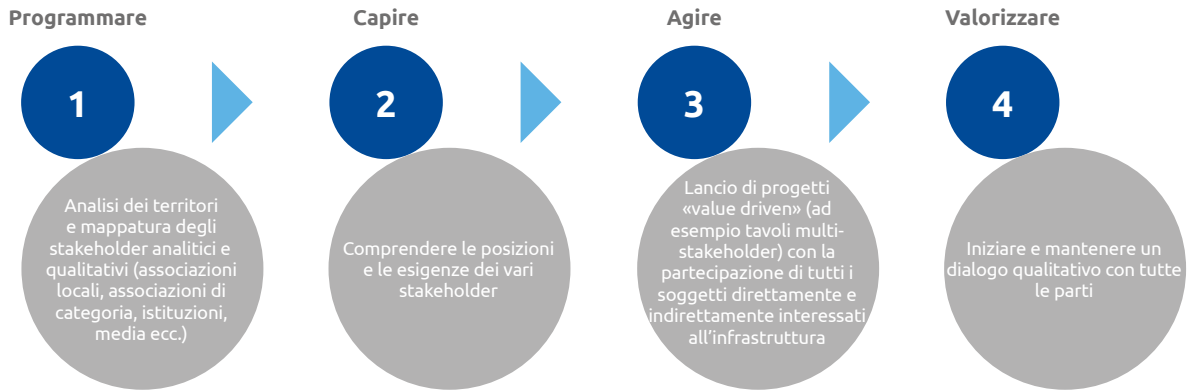 Programmare
1
Analisi dei territori
e mappatura degli
stakeholder analitici e
qualitativi (associazioni
locali, associazioni di
categoria, istituzioni,
media ecc.)
Capire
2
Comprendere le posizioni
e le esigenze dei vari
stakeholder
Agire
3
Lancio di progetti
«value driven» (ad
esempio tavoli multi-
stakeholder) con la
partecipazione di tutti i
soggetti direttamente e
indirettamente interessati
all’infrastruttura
Valorizzare
4
Iniziare e mantenere un
dialogo qualitativo con tutte
le parti